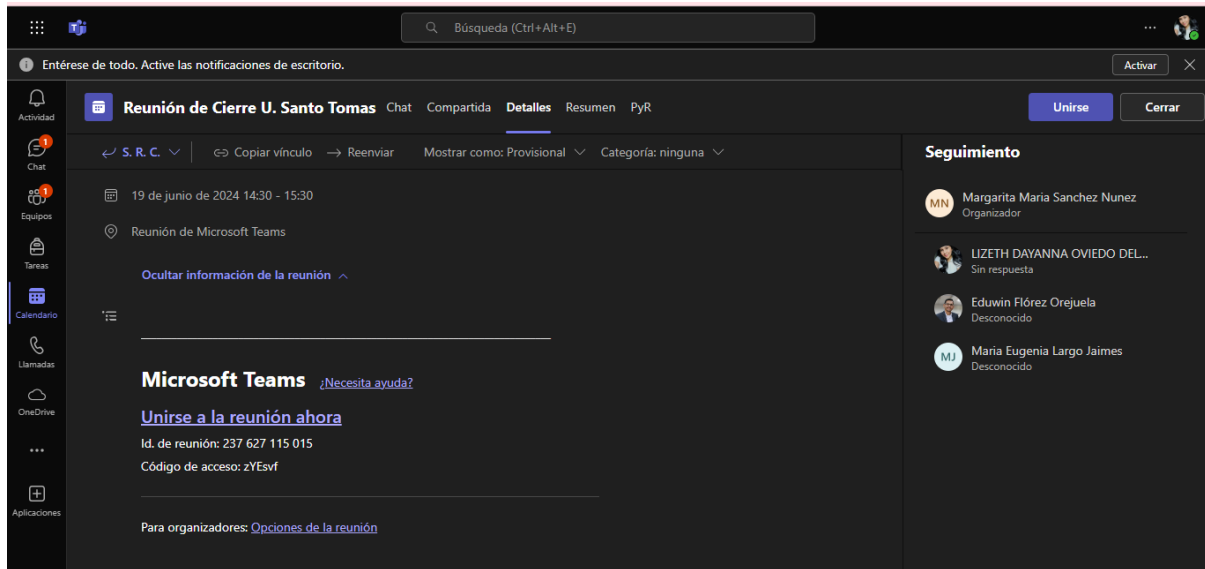 Búsqueda (Ctrl+Alt+E)
Entérese de todo. Active las notificaciones de escritorio.
Activar
Actividad
Chat
Equipos
Tareas
Calendario
Llamadas
OneDrive
Aplicaciones
1
1
Reunión de Cierre U. Santo Tomas Chat Compartida Detalles Resumen PyR
Unirse
Cerrar
S. R. C. Copiar vínculo Reenviar Mostrar como: Provisional Categoría: ninguna
19 de junio de 2024 14:30 - 15:30
Reunión de Microsoft Teams
Ocultar información de la reunión
Microsoft Teams ¿Necesita ayuda?
Unirse a la reunión ahora
Id. de reunión: 237 627 115 015
Código de acceso: zYEsvf
Para organizadores: Opciones de la reunión
Seguimiento
MN
Margarita Maria Sanchez Nunez
Organizador
LIZETH DAYANNA OVIEDO DEL...
Sin respuesta
Eduwin Flórez Orejuela
Desconocido
MJ
Maria Eugenia Largo Jaimes
Desconocido